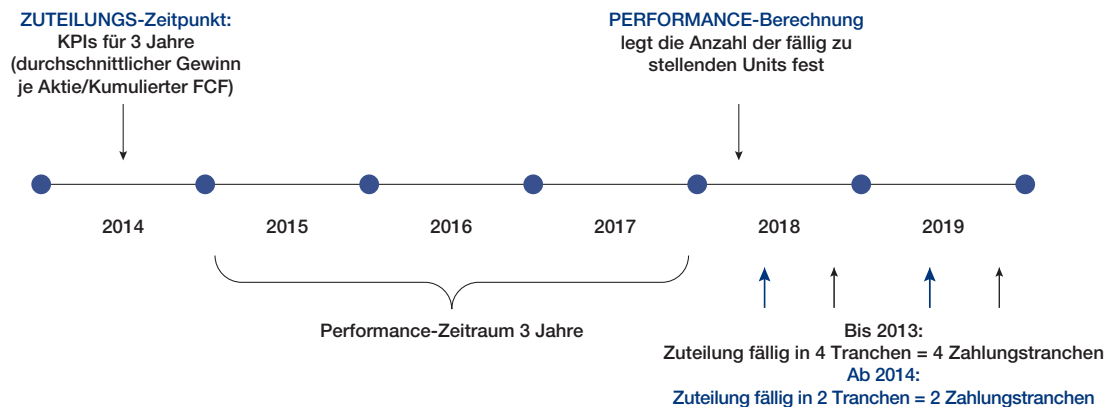 ZUTEILUNGS-Zeitpunkt:
KPIs für 3 Jahre
(durchschnittlicher Gewinn
je Aktie/Kumulierter FCF)
PERFORMANCE-Berechnung
legt die Anzahl der fällig zu
stellenden Units fest
2014
2015
2016
2017
2018
2019
Performance-Zeitraum 3 Jahre
Bis 2013:
Zuteilung fällig in 4 Tranchen = 4 Zahlungstranchen
Ab 2014:
Zuteilung fällig in 2 Tranchen = 2 Zahlungstranchen